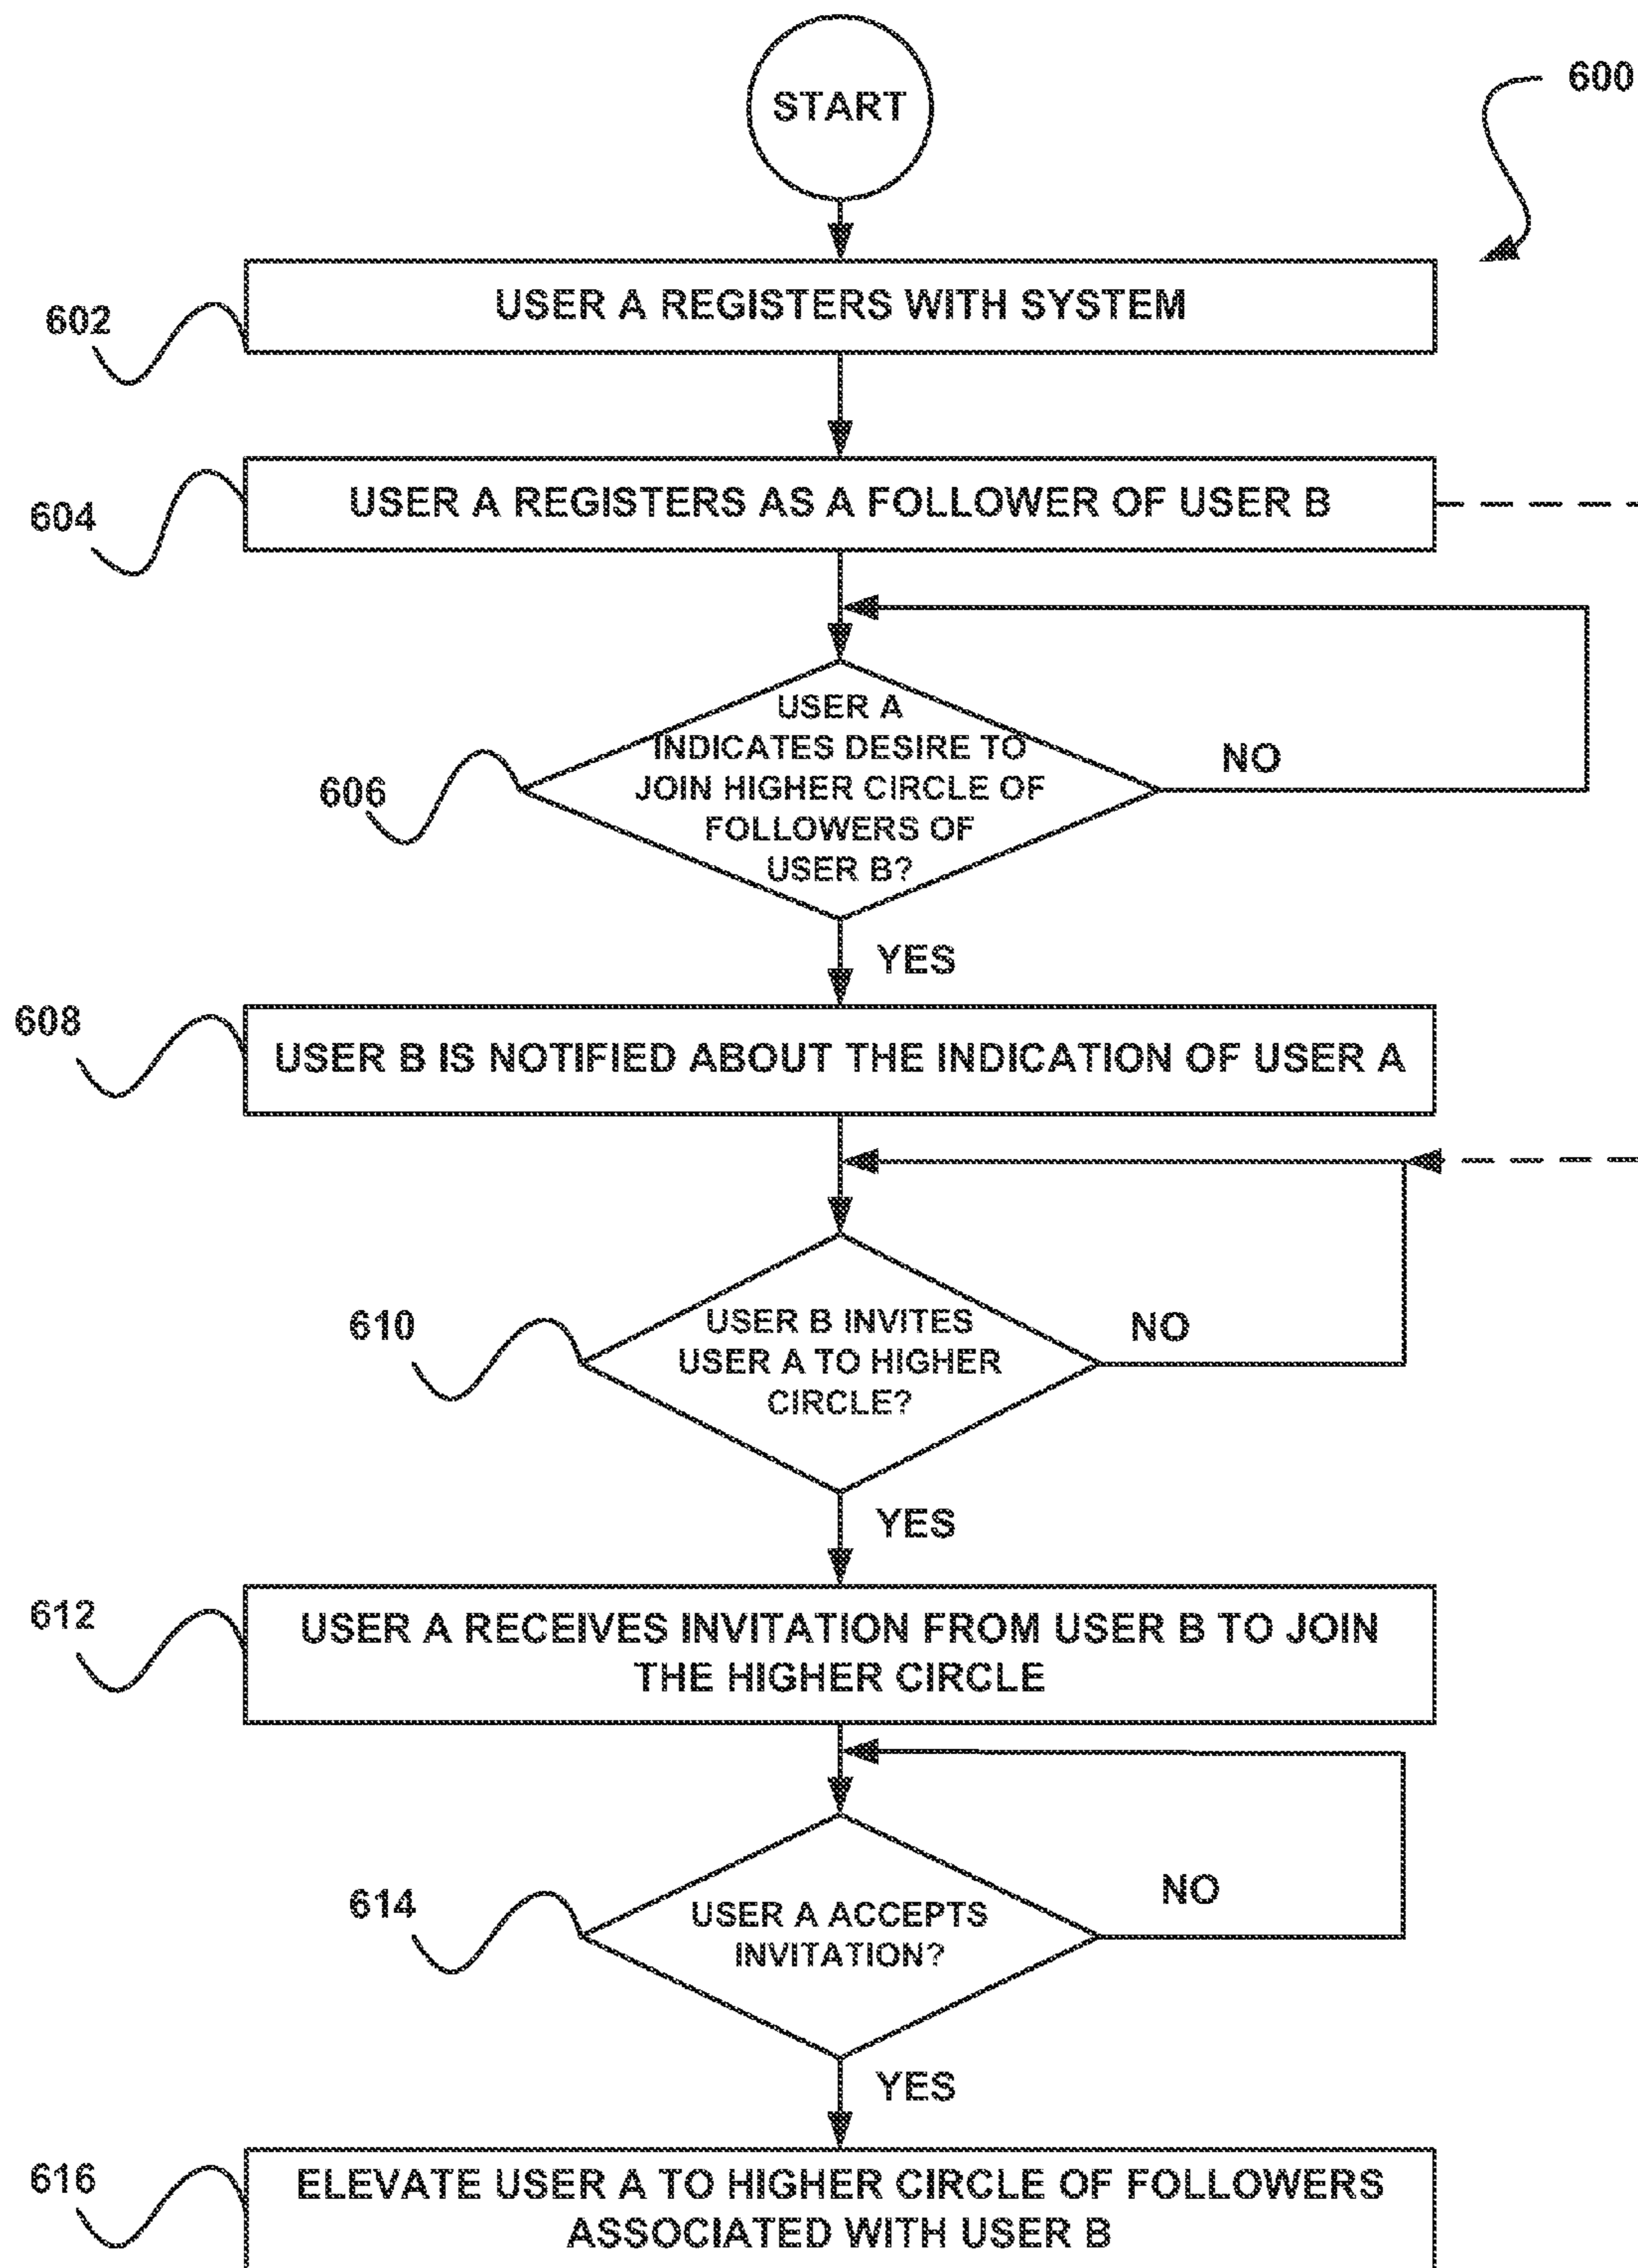 START
600
602
USER A REGISTERS WITH SYSTEM
604
USER A REGISTERS AS A FOLLOWER OF USER B
606
USER A
INDICATES DESIRE TO
JOIN HIGHER CIRCLE OF
FOLLOWERS OF
USER B?
NO
YES
608
USER B IS NOTIFIED ABOUT THE INDICATION OF USER A
610
USER B INVITES
USER A TO HIGHER
CIRCLE?
NO
YES
612
USER A RECEIVES INVITATION FROM USER B TO JOIN
THE HIGHER CIRCLE
614
USER A ACCEPTS
INVITATION?
NO
YES
616
ELEVATE USER A TO HIGHER CIRCLE OF FOLLOWERS
ASSOCIATED WITH USER B